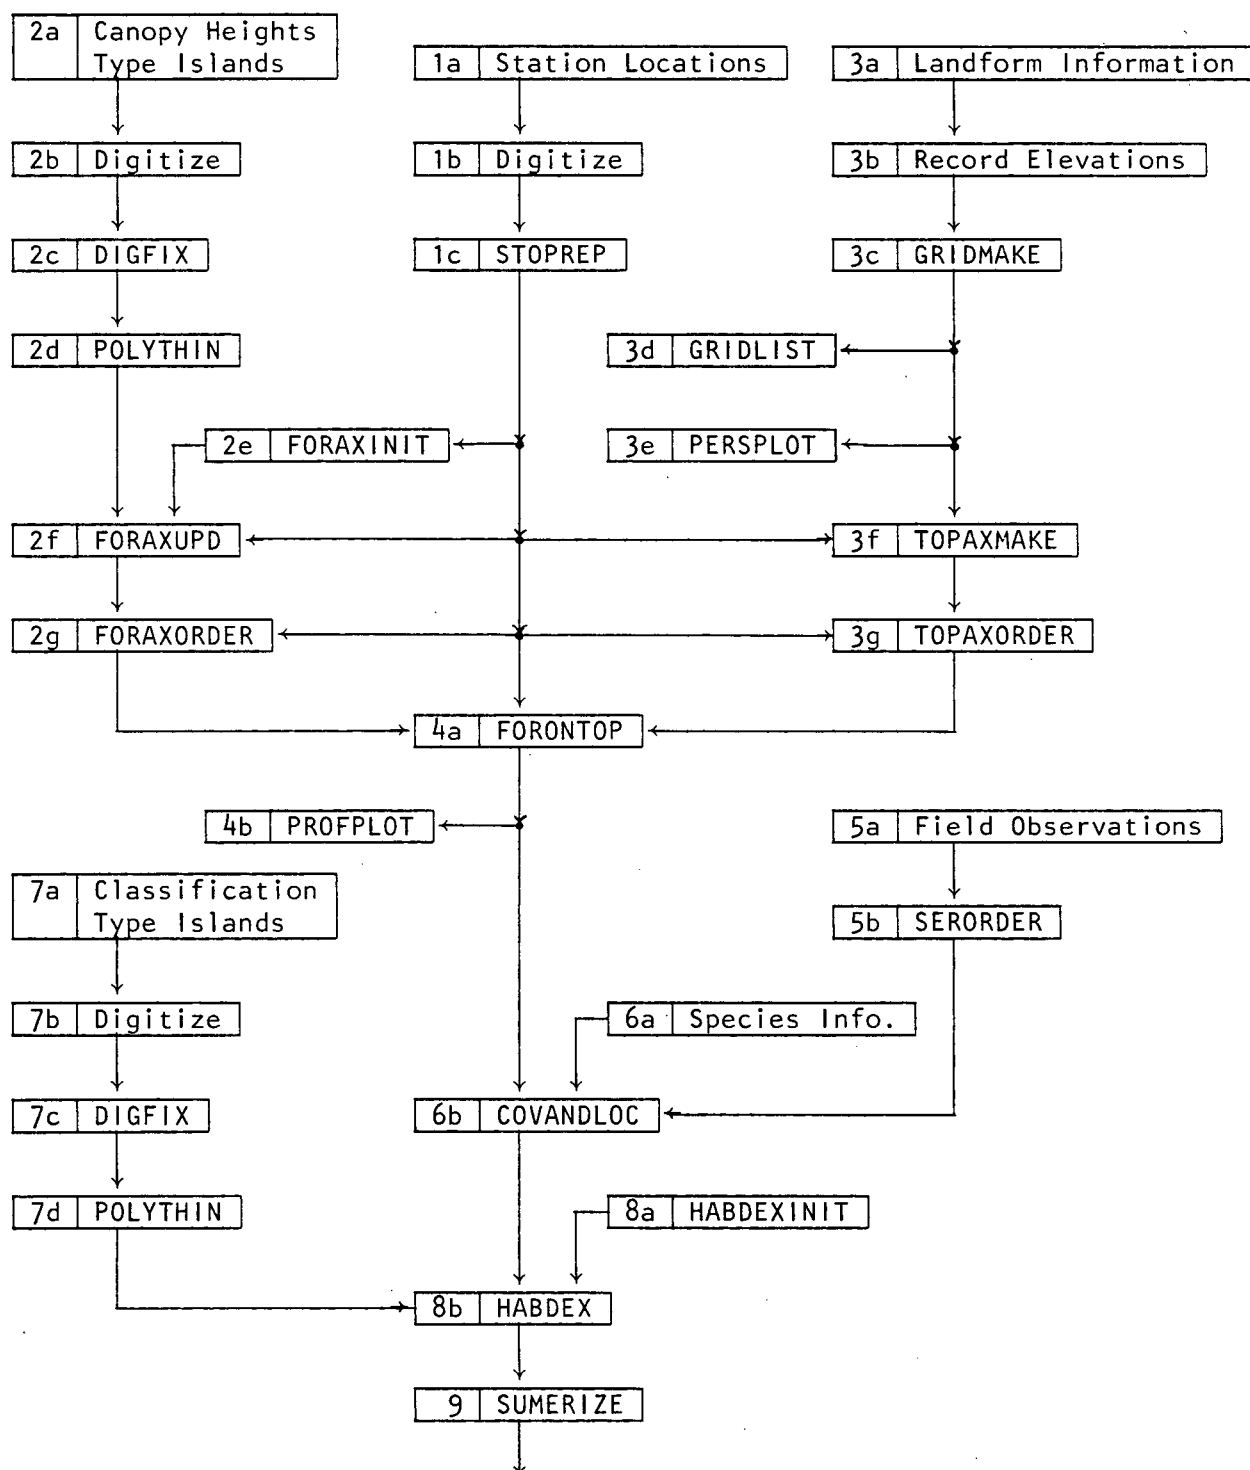 2a Canopy Heights
Type Islands
1a Station Locations
3a Landform Information
2b Digitize
1b Digitize
3b Record Elevations
2c DIGFIX
1c STOPREP
3c GRIDMAKE
2d POLYTHIN
3d GRIDLIST
2e FORAXINIT
3e PERSPLOT
2f FORAXUPD
3f TOPAXMAKE
2g FORAXORDER
3g TOPAXORDER
4a FORONTOP
4b PROFPLOT
5a Field Observations
7a Classification
Type Islands
5b SERORDER
7b Digitize
6a Species Info.
7c DIGFIX
6b COVANDLOC
7d POLYTHIN
8a HABDEXINIT
8b HABDEX
9 SUMERIZE